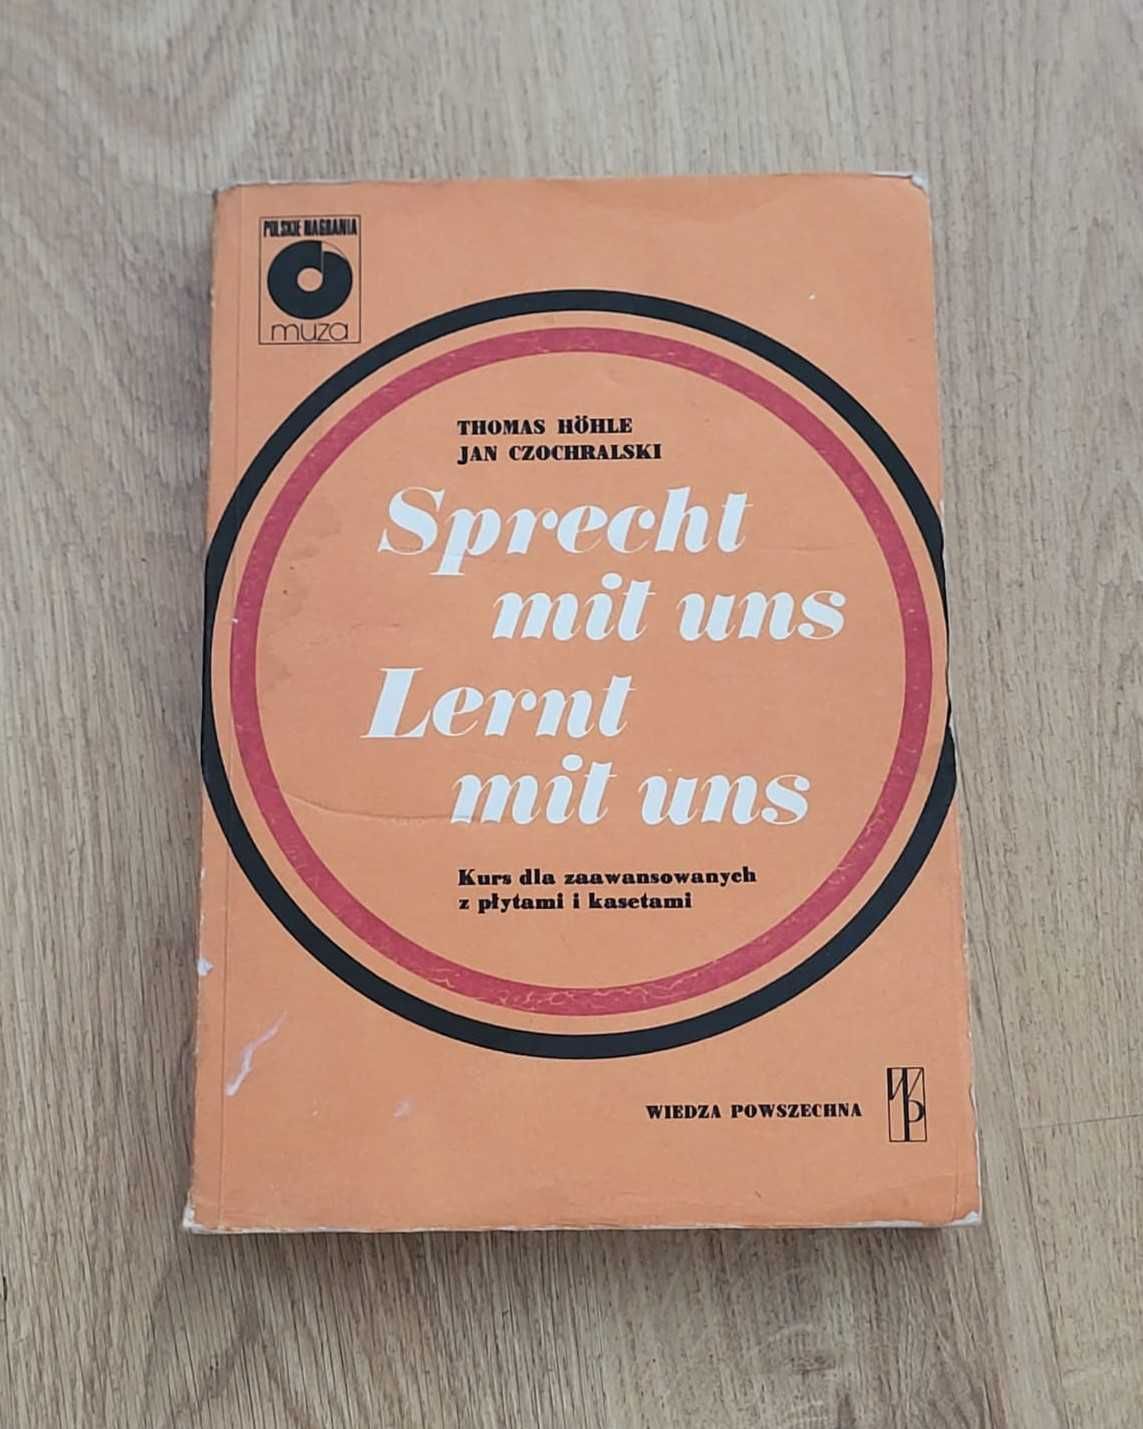 POLSKIE NAGRANIA
muza
THOMAS HÖHLE
JAN CZOCHRALSKI
Sprecht
mit uns
Lernt
mit uns
Kurs dla zaawansowanych
z płytami i kasetami
WIEDZA POWSZECHNA
WP